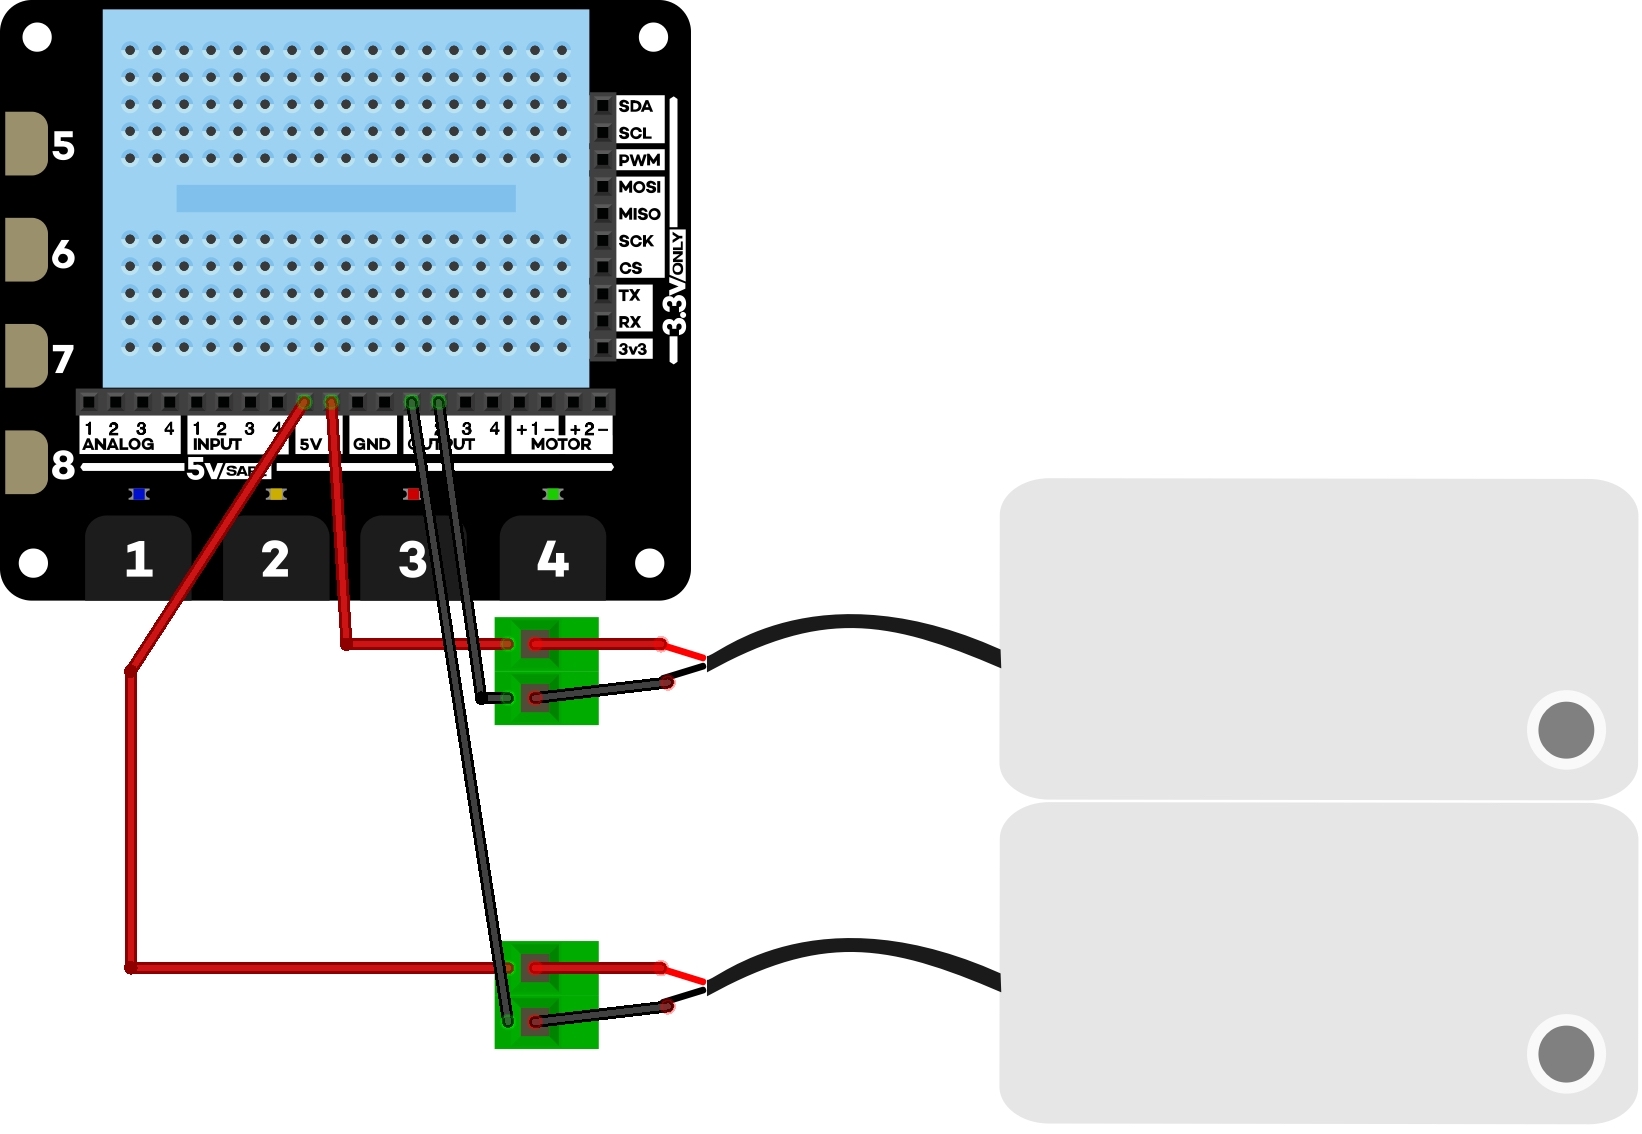 SDA
SCL
PWM
MOSI
MISO
SCK
CS
TX
RX
3v3
3.3v/ONLY
5
6
7
8
1 2 3 4 1 2 3 4 3 4 + 1 - + 2 -
ANALOG INPUT 5V GND OUTPUT MOTOR
5v/SAFE
1 2 3 4